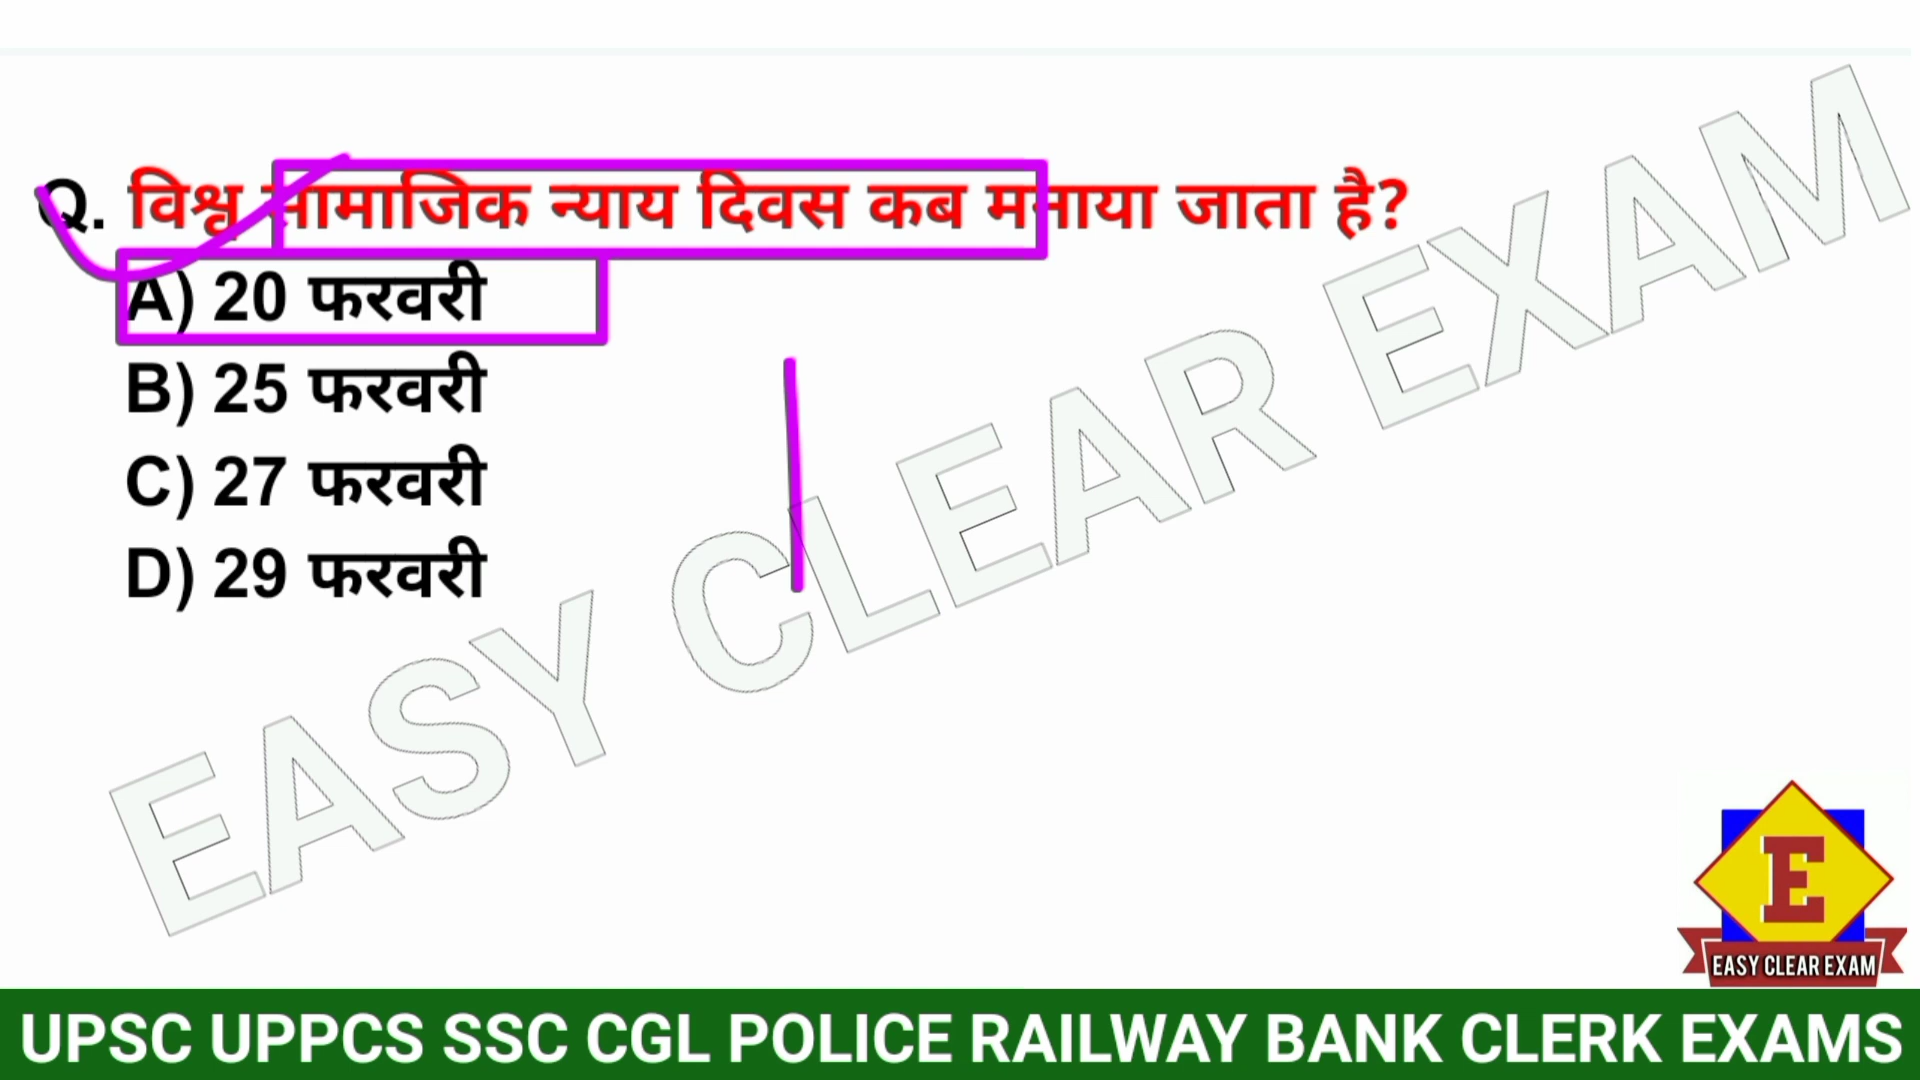 Q. विश्व सामाजिक न्याय दिवस कब मनाया जाता है?
A) 20 फरवरी
B) 25 फरवरी
C) 27 फरवरी
D) 29 फरवरी
EASY CLEAR EXAM
E
EASY CLEAR EXAM
UPSC UPPCS SSC CGL POLICE RAILWAY BANK CLERK EXAMS